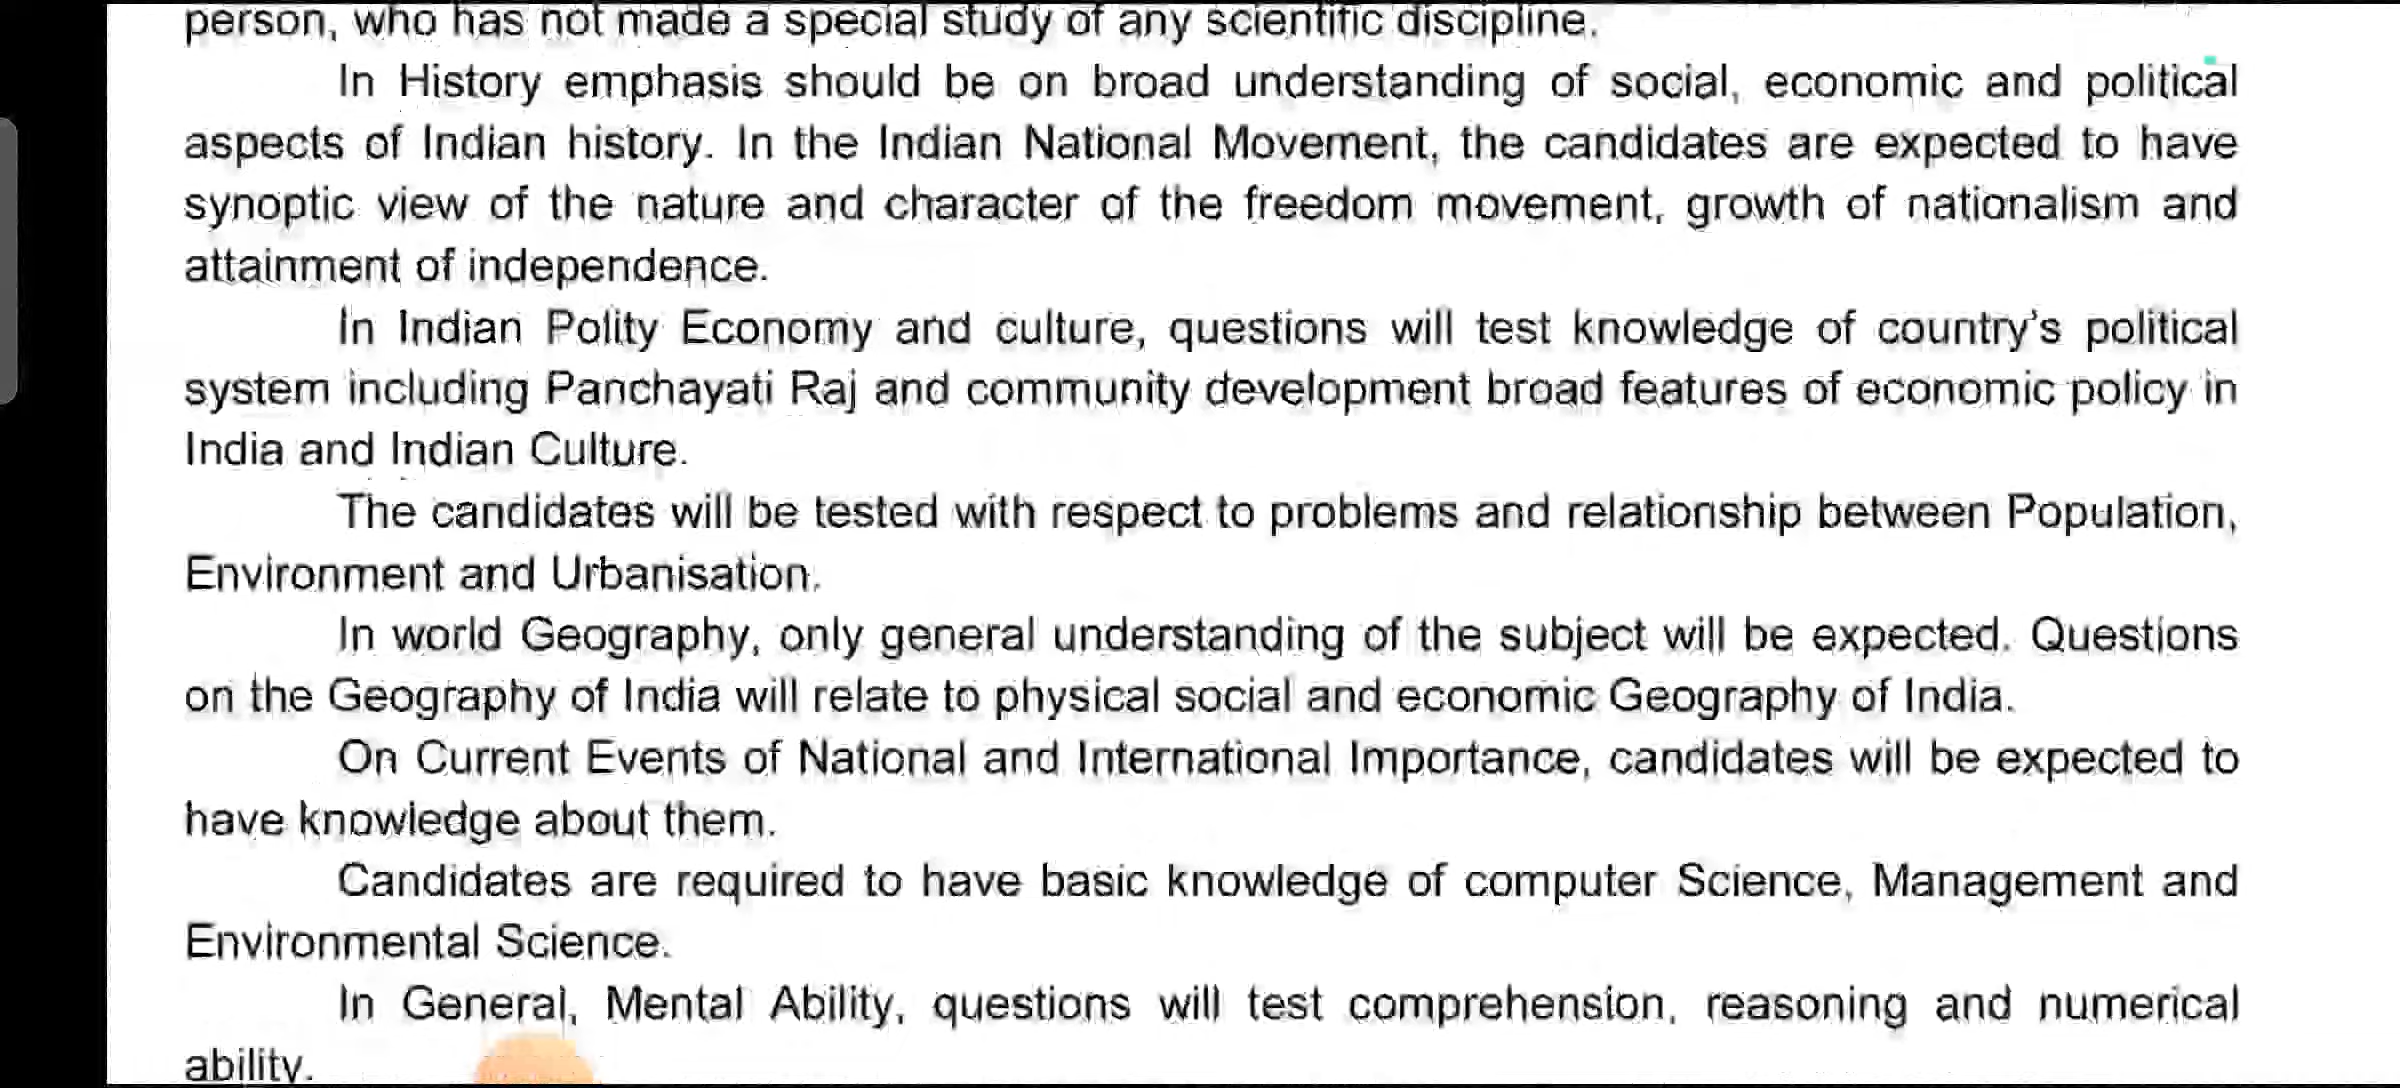 person, who has not made a special study of any scientific discipline.
In History emphasis should be on broad understanding of social, economic and political
aspects of Indian history. In the Indian National Movement, the candidates are expected to have
synoptic view of the nature and character of the freedom movement, growth of nationalism and
attainment of independence.
In Indian Polity Economy and culture, questions will test knowledge of country's political
system including Panchayati Raj and community development broad features of economic policy in
India and Indian Culture.
The candidates will be tested with respect to problems and relationship between Population,
Environment and Urbanisation.
In world Geography, only general understanding of the subject will be expected. Questions
on the Geography of India will relate to physical social and economic Geography of India.
On Current Events of National and International Importance, candidates will be expected to
have knowledge about them.
Candidates are required to have basic knowledge of computer Science, Management and
Environmental Science.
In General, Mental Ability, questions will test comprehension, reasoning and numerical
ability.